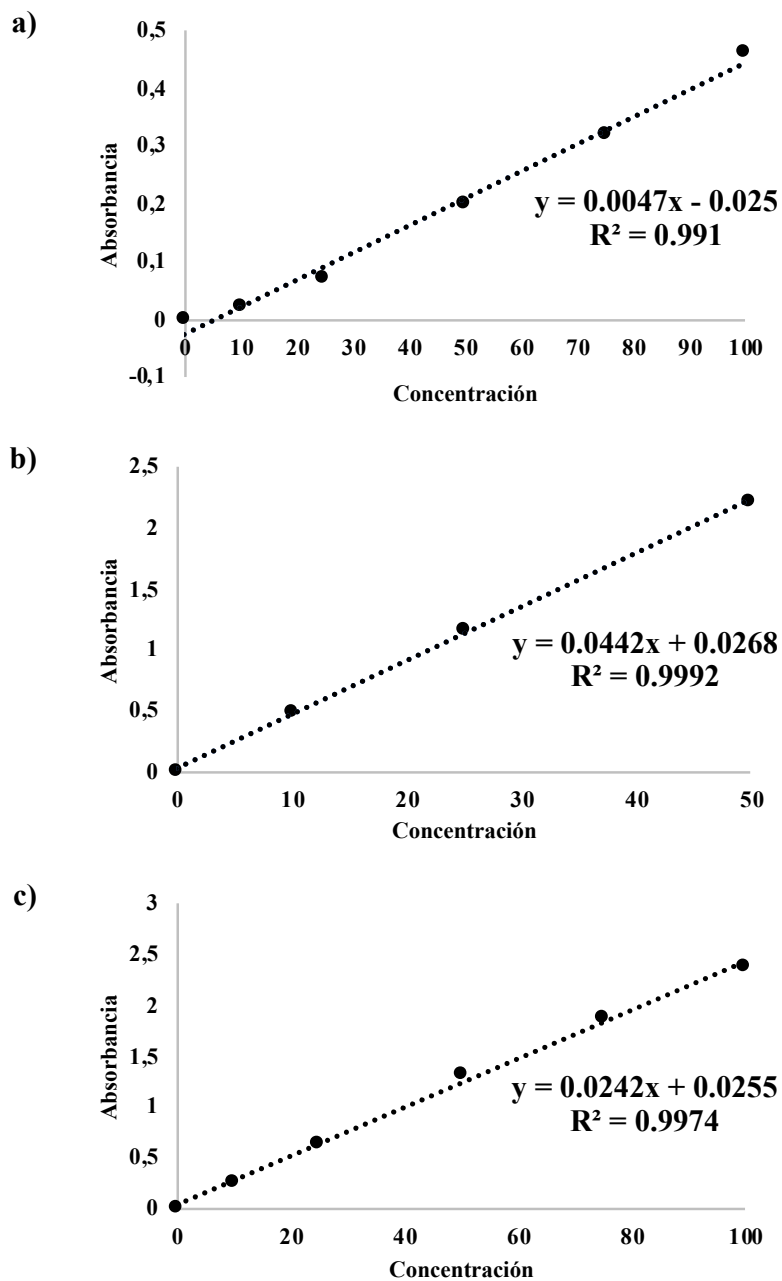 a)
0,5
0,4
0,3
0,2
0,1
0
-0,1
Absorbancia
y = 0.0047x - 0.025
R² = 0.991
0 10 20 30 40 50 60 70 80 90 100
Concentración
b)
2,5
2
1,5
1
0,5
0
Absorbancia
y = 0.0442x + 0.0268
R² = 0.9992
0 10 20 30 40 50
Concentración
c)
3
2,5
2
1,5
1
0,5
0
Absorbancia
y = 0.0242x + 0.0255
R² = 0.9974
0 20 40 60 80 100
Concentración